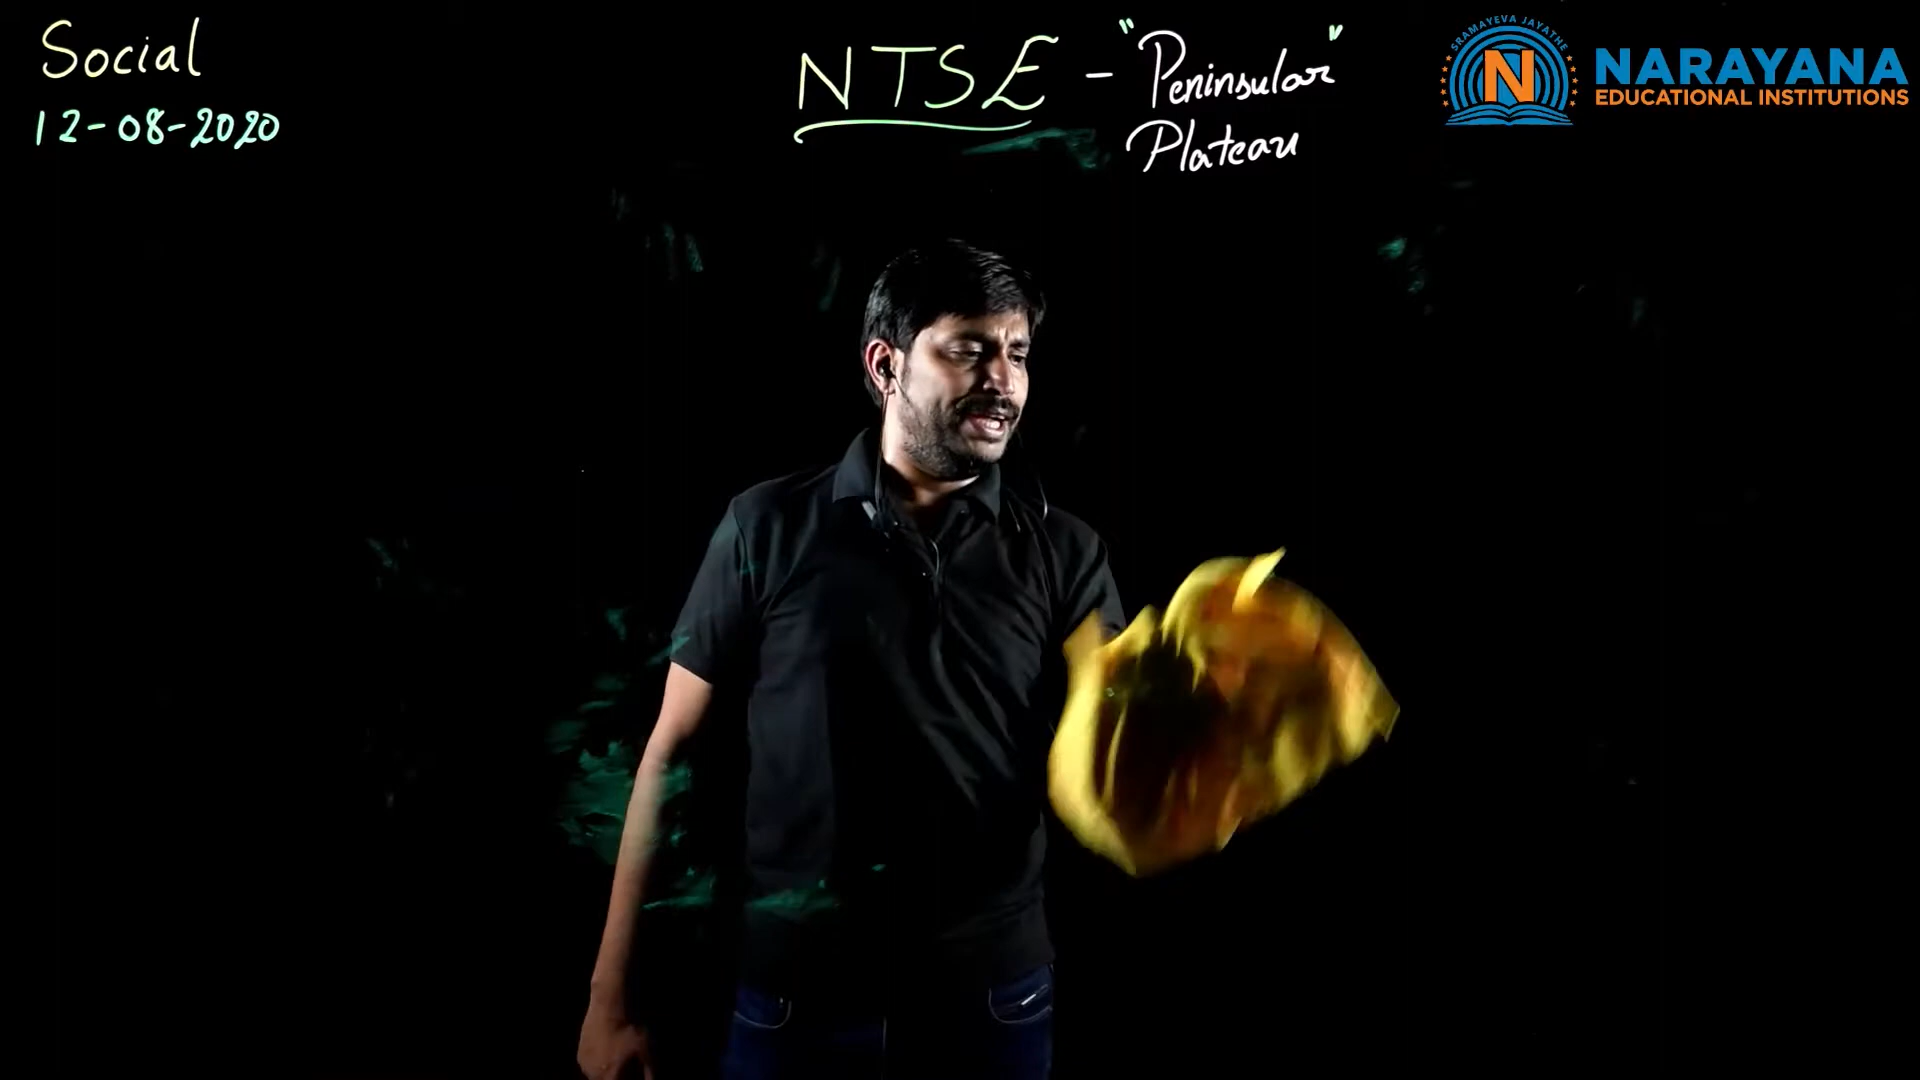 Social
12-08-2020
NTSE - "Peninsular"
Plateau
SRAMAYEVA JAYATHE
N
NARAYANA
EDUCATIONAL INSTITUTIONS